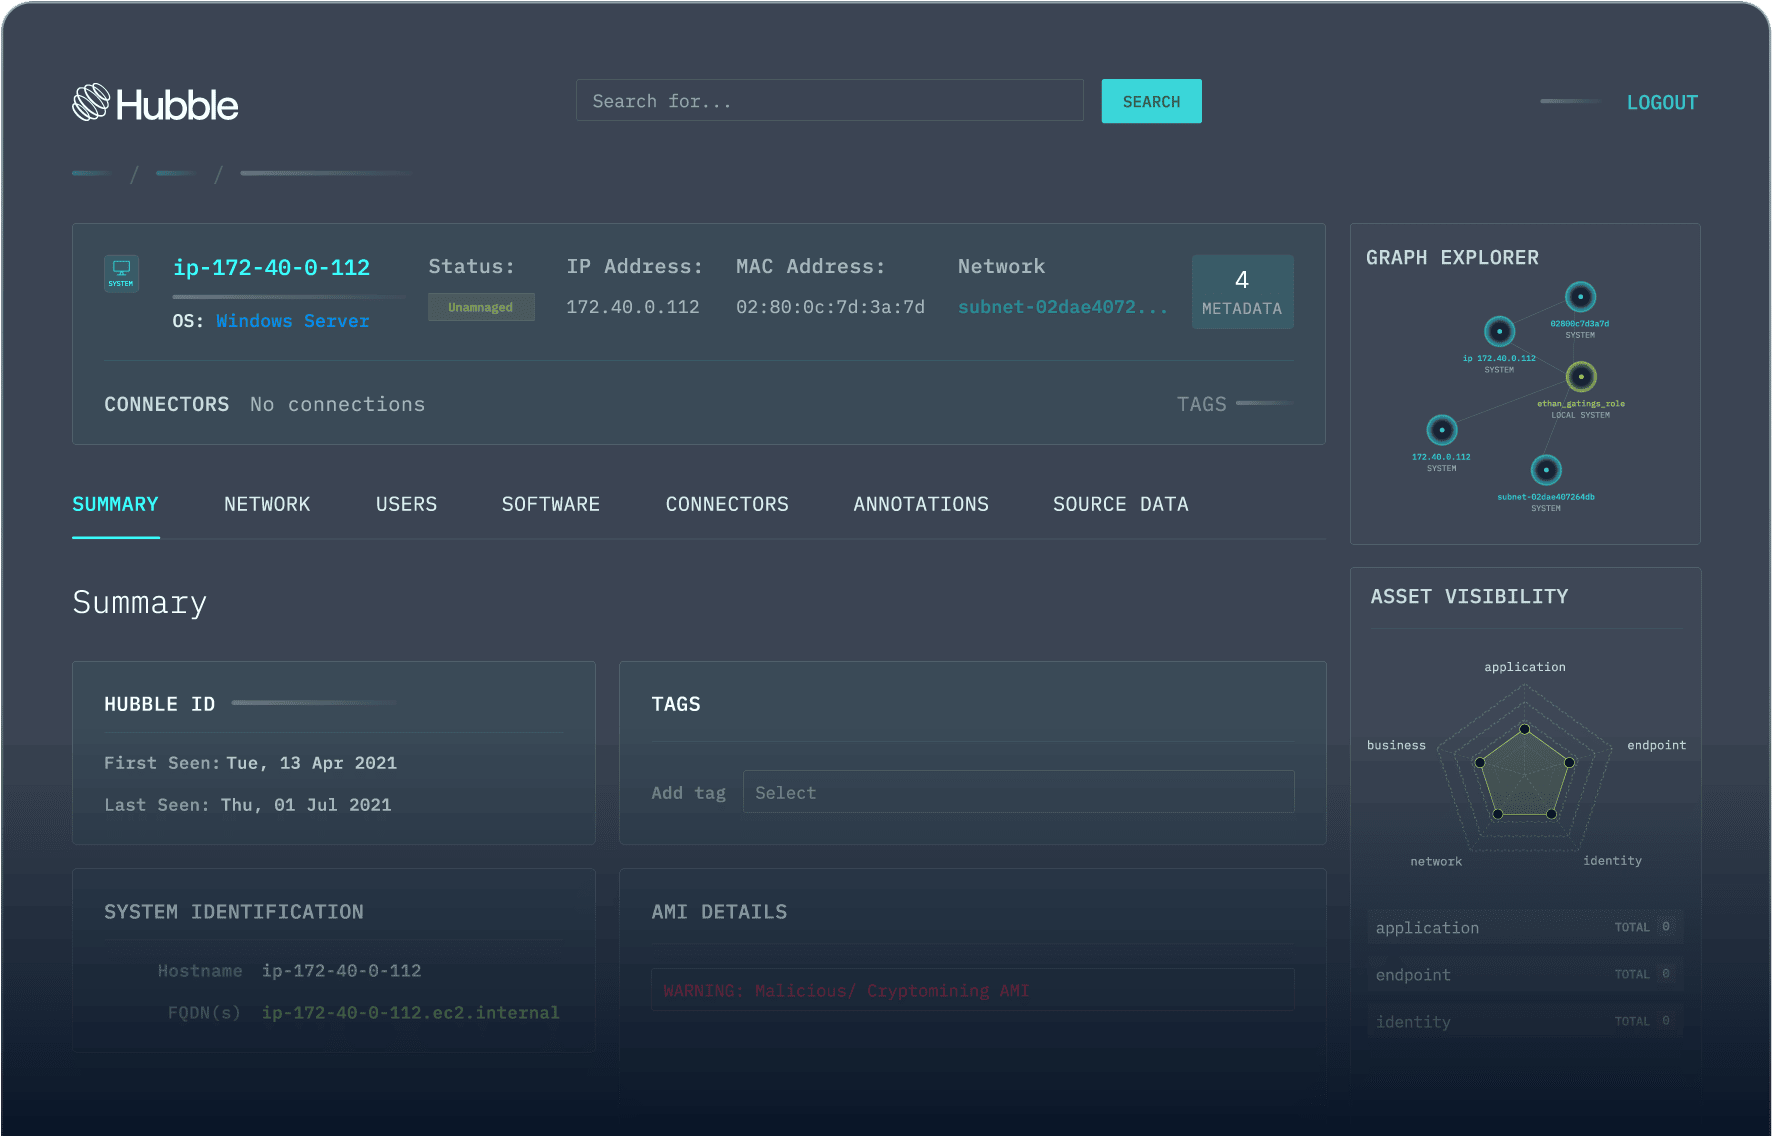 Hubble
Search for...
SEARCH
LOGOUT
/ /
SYSTEM
ip-172-40-0-112
OS: Windows Server
Status:
Unamnaged
IP Address:
172.40.0.112
MAC Address:
02:80:0c:7d:3a:7d
Network
subnet-02dae4072...
4
METADATA
CONNECTORS No connections
TAGS
GRAPH EXPLORER
02800c7d3a7d
SYSTEM
ip 172.40.0.112
SYSTEM
ethan_gatings_role
LOCAL SYSTEM
172.40.0.112
SYSTEM
subnet-02dae407264db
SYSTEM
SUMMARY NETWORK USERS SOFTWARE CONNECTORS ANNOTATIONS SOURCE DATA
Summary
HUBBLE ID
First Seen: Tue, 13 Apr 2021
Last Seen: Thu, 01 Jul 2021
TAGS
Add tag Select
SYSTEM IDENTIFICATION
Hostname ip-172-40-0-112
FQDN(s) ip-172-40-0-112.ec2.internal
AMI DETAILS
WARNING: Malicious/ Cryptomining AMI
ASSET VISIBILITY
application
business
endpoint
network
identity
application TOTAL 0
endpoint TOTAL 0
identity TOTAL 0